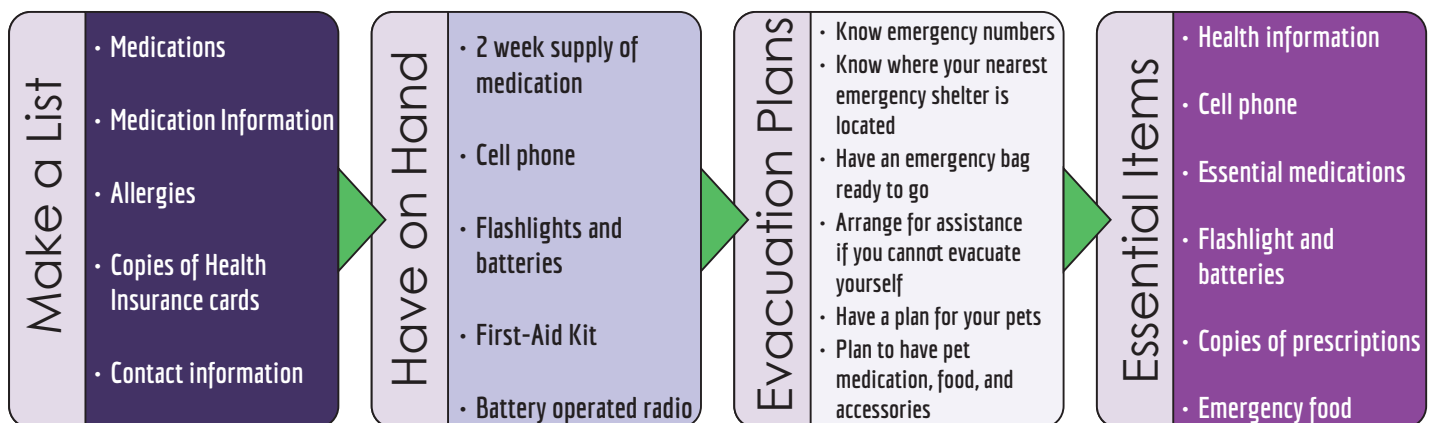 Make a List
• Medications
• Medication Information
• Allergies
• Copies of Health
Insurance cards
• Contact information
Have on Hand
• 2 week supply of
medication
• Cell phone
• Flashlights and
batteries
• First-Aid Kit
• Battery operated radio
Evacuation Plans
• Know emergency numbers
• Know where your nearest
emergency shelter is
located
• Have an emergency bag
ready to go
• Arrange for assistance
if you cannot evacuate
yourself
• Have a plan for your pets
• Plan to have pet
medication, food, and
accessories
Essential Items
• Health information
• Cell phone
• Essential medications
• Flashlight and
batteries
• Copies of prescriptions
• Emergency food